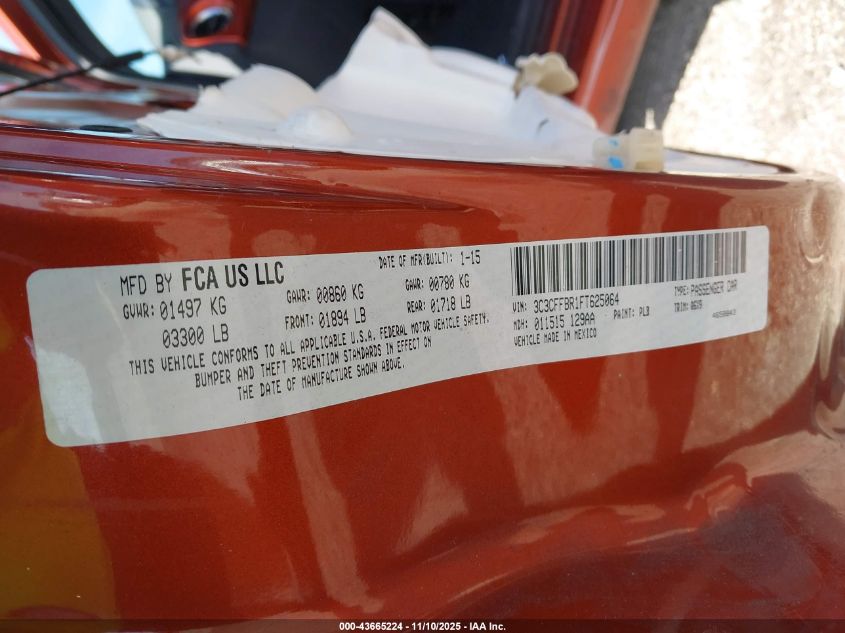 MFD BY FCA US LLC
DATE OF MFR(BUILT): 1-15
GVWR: 01497 KG
03300 LB
GAWR: 00860 KG
FRONT: 01894 LB
GAWR: 00780 KG
REAR: 01718 LB
THIS VEHICLE CONFORMS TO ALL APPLICABLE U.S.A. FEDERAL MOTOR VEHICLE SAFETY,
BUMPER AND THEFT PREVENTION STANDARDS IN EFFECT ON
THE DATE OF MANUFACTURE SHOWN ABOVE.
VIN: 3C3CFFBR1FT625064
TYPE: PASSENGER CAR
MDH: 011515 129AA
PAINT: PLB
TRIM:
VEHICLE MADE IN MEXICO
000-43665224 - 11/10/2025 - IAA Inc.